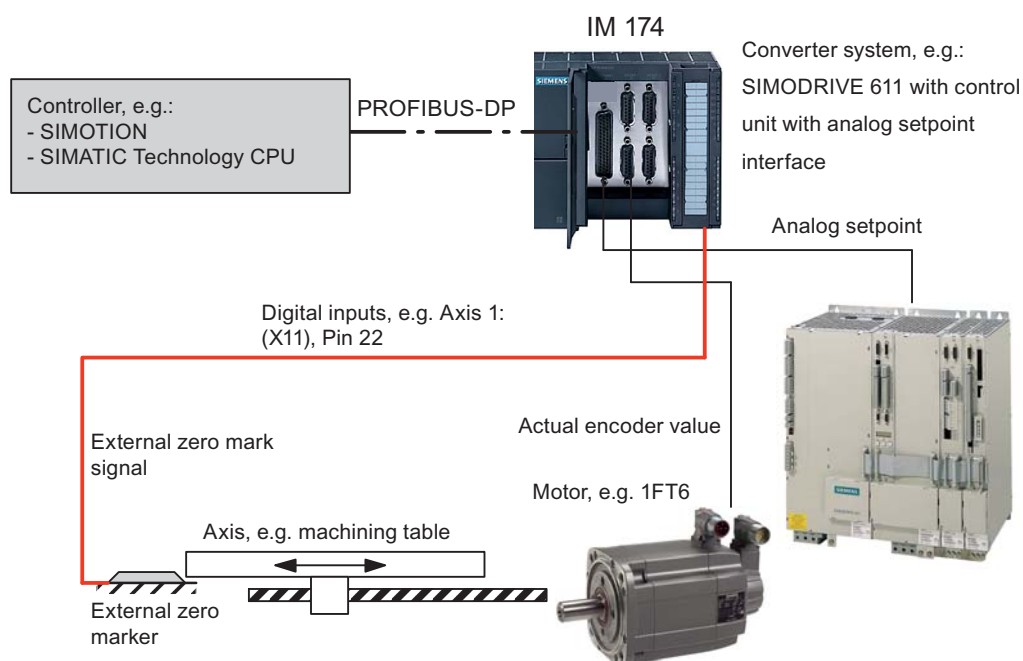 IM 174
Converter system, e.g.:
SIMODRIVE 611 with control
unit with analog setpoint
interface
SIEMENS
Controller, e.g.:
- SIMOTION
- SIMATIC Technology CPU
PROFIBUS-DP
Analog setpoint
Digital inputs, e.g. Axis 1:
(X11), Pin 22
External zero mark
signal
Actual encoder value
Motor, e.g. 1FT6
Axis, e.g. machining table
External zero
marker
SIEMENS